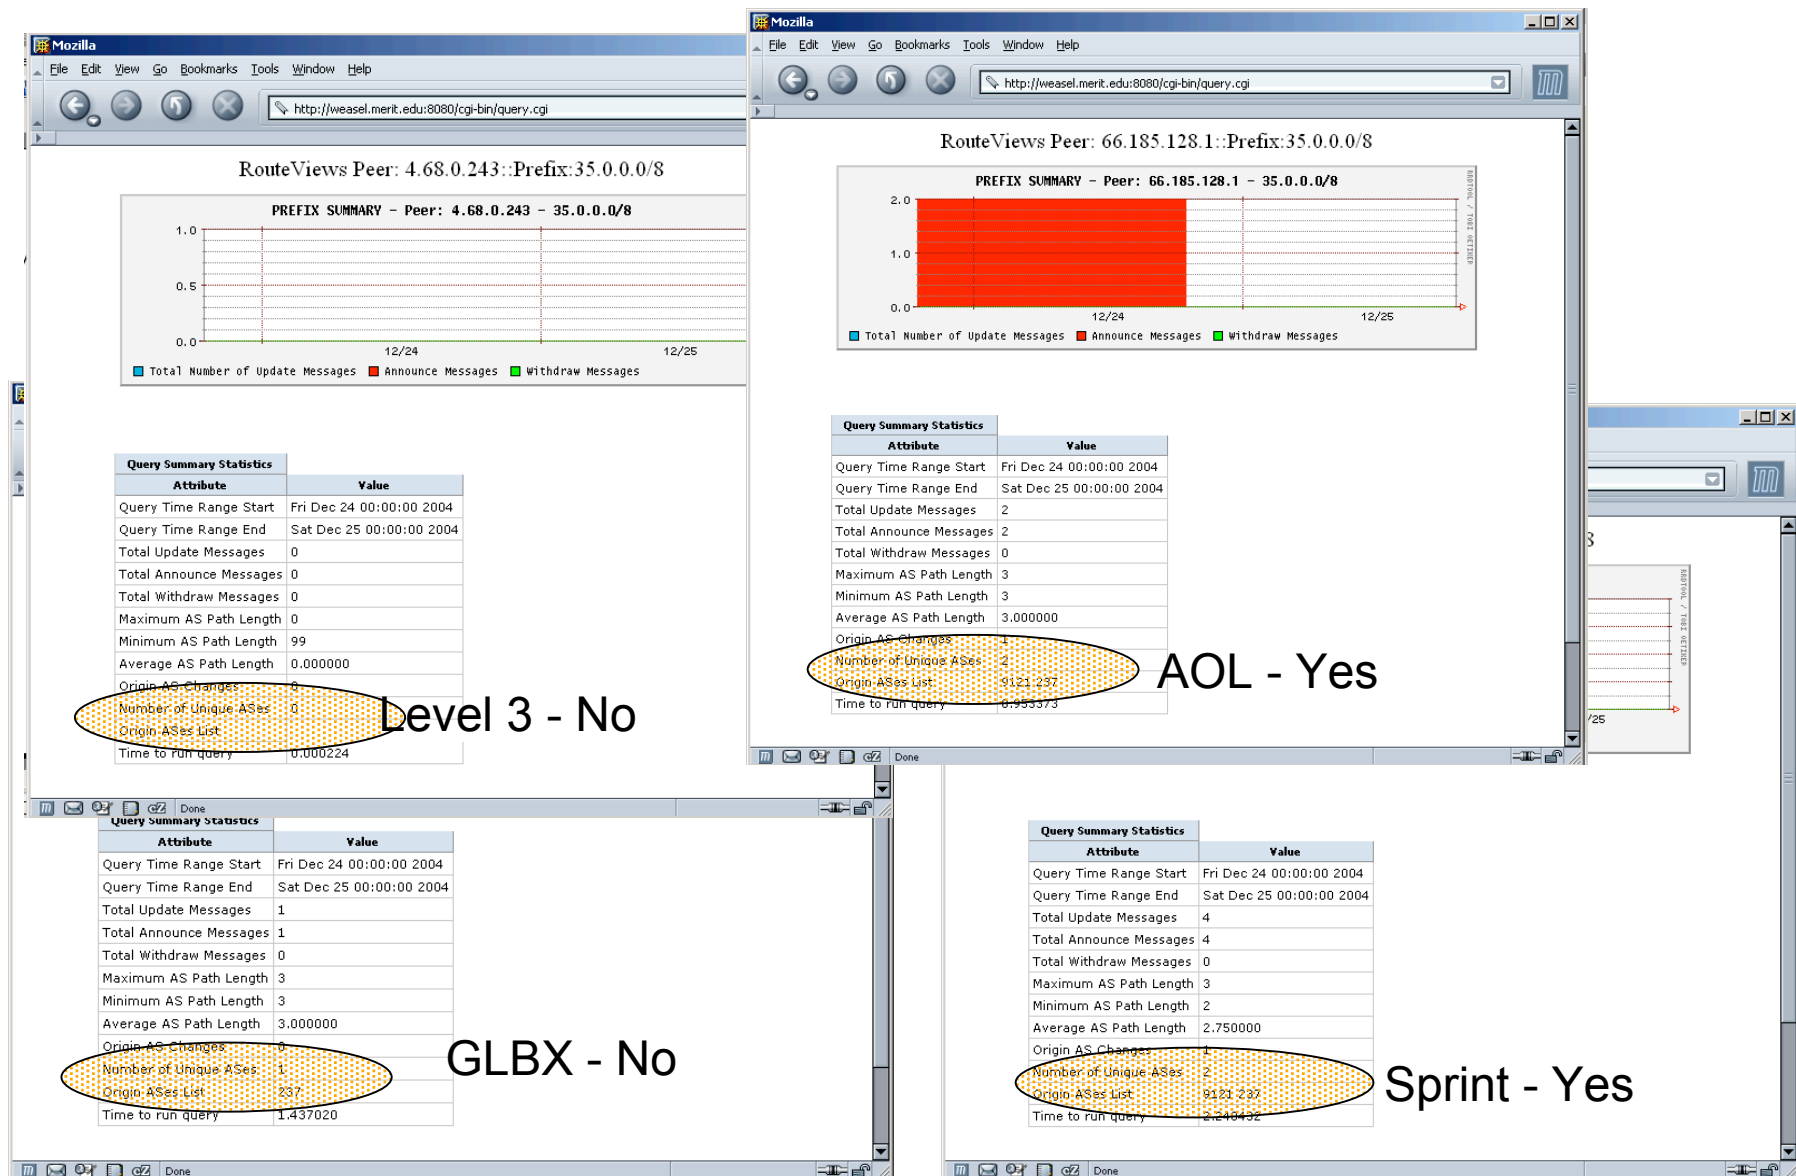 Mozilla
File Edit View Go Bookmarks Tools Window Help
http://weasel.merit.edu:8080/cgi-bin/query.cgi
RouteViews Peer: 4.68.0.243::Prefix:35.0.0.0/8
PREFIX SUMMARY - Peer: 4.68.0.243 - 35.0.0.0/8
1.0
0.5
0.0
12/24 12/25
Total Number of Update Messages Announce Messages Withdraw Messages
Query Summary Statistics
Attribute Value
Query Time Range Start Fri Dec 24 00:00:00 2004
Query Time Range End Sat Dec 25 00:00:00 2004
Total Update Messages 0
Total Announce Messages 0
Total Withdraw Messages 0
Maximum AS Path Length 0
Minimum AS Path Length 99
Average AS Path Length 0.000000
Origin AS Changes 0
Number of Unique ASes 0
Origin ASes List
Time to run query 0.000224
Level 3 - No
Done
Mozilla
File Edit View Go Bookmarks Tools Window Help
http://weasel.merit.edu:8080/cgi-bin/query.cgi
RouteViews Peer: 66.185.128.1::Prefix:35.0.0.0/8
PREFIX SUMMARY - Peer: 66.185.128.1 - 35.0.0.0/8
RRDTOOL / TOBI OETIKER
2.0
1.0
0.0
12/24 12/25
Total Number of Update Messages Announce Messages Withdraw Messages
Query Summary Statistics
Attribute Value
Query Time Range Start Fri Dec 24 00:00:00 2004
Query Time Range End Sat Dec 25 00:00:00 2004
Total Update Messages 2
Total Announce Messages 2
Total Withdraw Messages 0
Maximum AS Path Length 3
Minimum AS Path Length 3
Average AS Path Length 3.000000
Origin AS Changes 1
Number of Unique ASes 2
Origin ASes List 9121 237
Time to run query 0.953373
AOL - Yes
Done
Query Summary Statistics
Attribute Value
Query Time Range Start Fri Dec 24 00:00:00 2004
Query Time Range End Sat Dec 25 00:00:00 2004
Total Update Messages 1
Total Announce Messages 1
Total Withdraw Messages 0
Maximum AS Path Length 3
Minimum AS Path Length 3
Average AS Path Length 3.000000
Origin AS Changes 0
Number of Unique ASes 1
Origin ASes List 237
Time to run query 1.437020
GLBX - No
Done
8
RRDTOOL / TOBI OETIKER
/25
Query Summary Statistics
Attribute Value
Query Time Range Start Fri Dec 24 00:00:00 2004
Query Time Range End Sat Dec 25 00:00:00 2004
Total Update Messages 4
Total Announce Messages 4
Total Withdraw Messages 0
Maximum AS Path Length 3
Minimum AS Path Length 2
Average AS Path Length 2.750000
Origin AS Changes 1
Number of Unique ASes 2
Origin ASes List 9121 237
Time to run query 2.240432
Sprint - Yes
Done